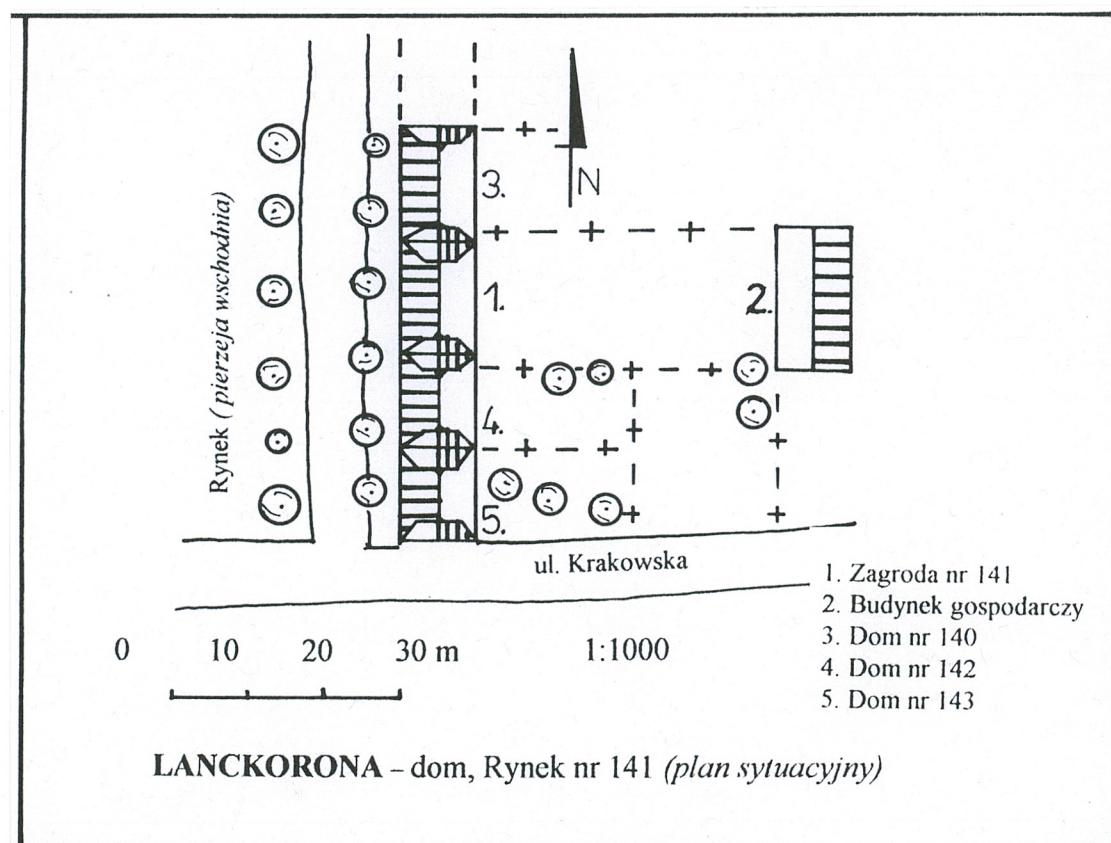 N
3.
1.
2.
4.
5.
Rynek (pierzeja wschodnia)
ul. Krakowska
1. Zagroda nr 141
2. Budynek gospodarczy
3. Dom nr 140
4. Dom nr 142
5. Dom nr 143
0 10 20 30 m 1:1000
LANCKORONA – dom, Rynek nr 141 (plan sytuacyjny)